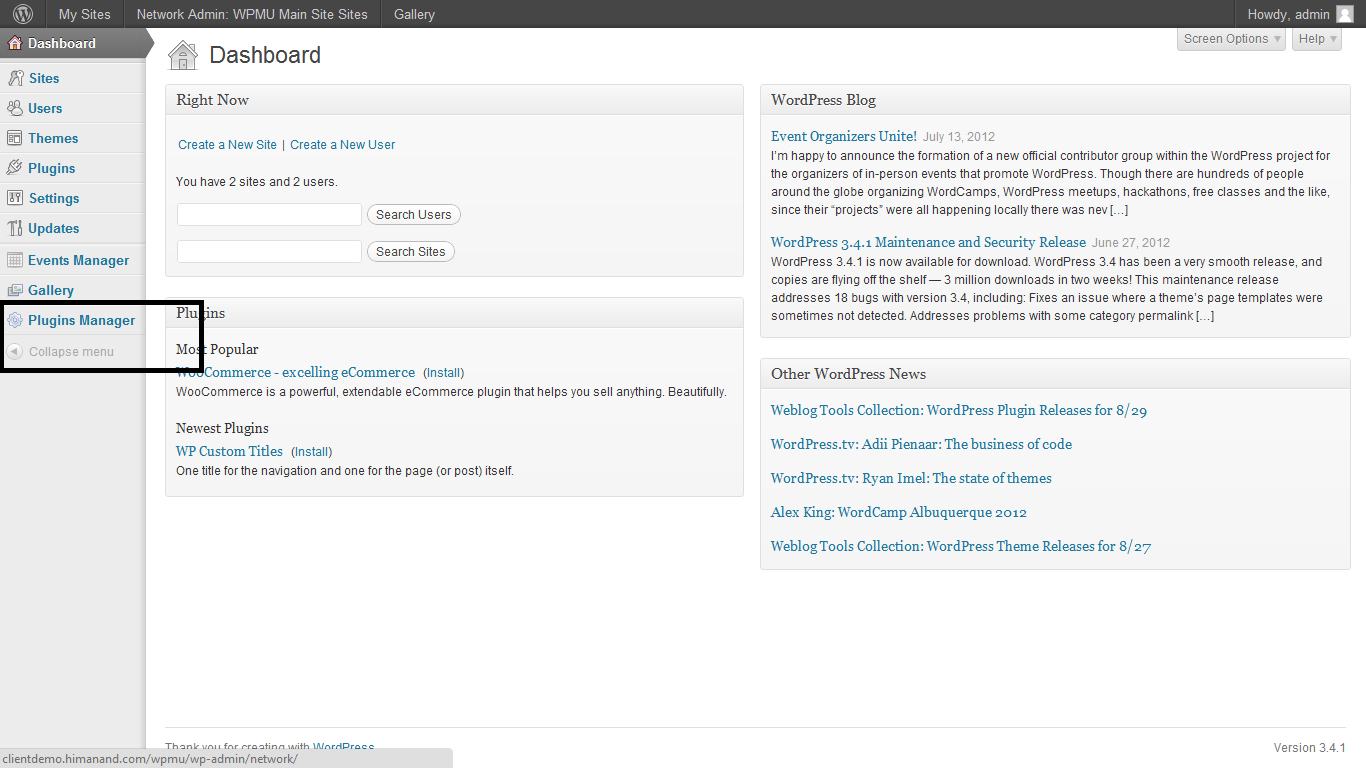 My Sites
Network Admin: WPMU Main Site Sites
Gallery
Howdy, admin
Dashboard
Sites
Users
Themes
Plugins
Settings
Updates
Events Manager
Gallery
Plugins Manager
Collapse menu
Screen Options
Help
Dashboard
Right Now
Create a New Site | Create a New User
You have 2 sites and 2 users.
Search Users
Search Sites
Plugins
Most Popular
WooCommerce - excelling eCommerce (Install)
WooCommerce is a powerful, extendable eCommerce plugin that helps you sell anything. Beautifully.
Newest Plugins
WP Custom Titles (Install)
One title for the navigation and one for the page (or post) itself.
WordPress Blog
Event Organizers Unite! July 13, 2012
I'm happy to announce the formation of a new official contributor group within the WordPress project for
the organizers of in-person events that promote WordPress. Though there are hundreds of people
around the globe organizing WordCamps, WordPress meetups, hackathons, free classes and the like,
since their “projects” were all happening locally there was nev […]
WordPress 3.4.1 Maintenance and Security Release June 27, 2012
WordPress 3.4.1 is now available for download. WordPress 3.4 has been a very smooth release, and
copies are flying off the shelf — 3 million downloads in two weeks! This maintenance release
addresses 18 bugs with version 3.4, including: Fixes an issue where a theme's page templates were
sometimes not detected. Addresses problems with some category permalink […]
Other WordPress News
Weblog Tools Collection: WordPress Plugin Releases for 8/29
WordPress.tv: Adii Pienaar: The business of code
WordPress.tv: Ryan Imel: The state of themes
Alex King: WordCamp Albuquerque 2012
Weblog Tools Collection: WordPress Theme Releases for 8/27
Thank you for creating with WordPress
Version 3.4.1
clientdemo.himanand.com/wpmu/wp-admin/network/